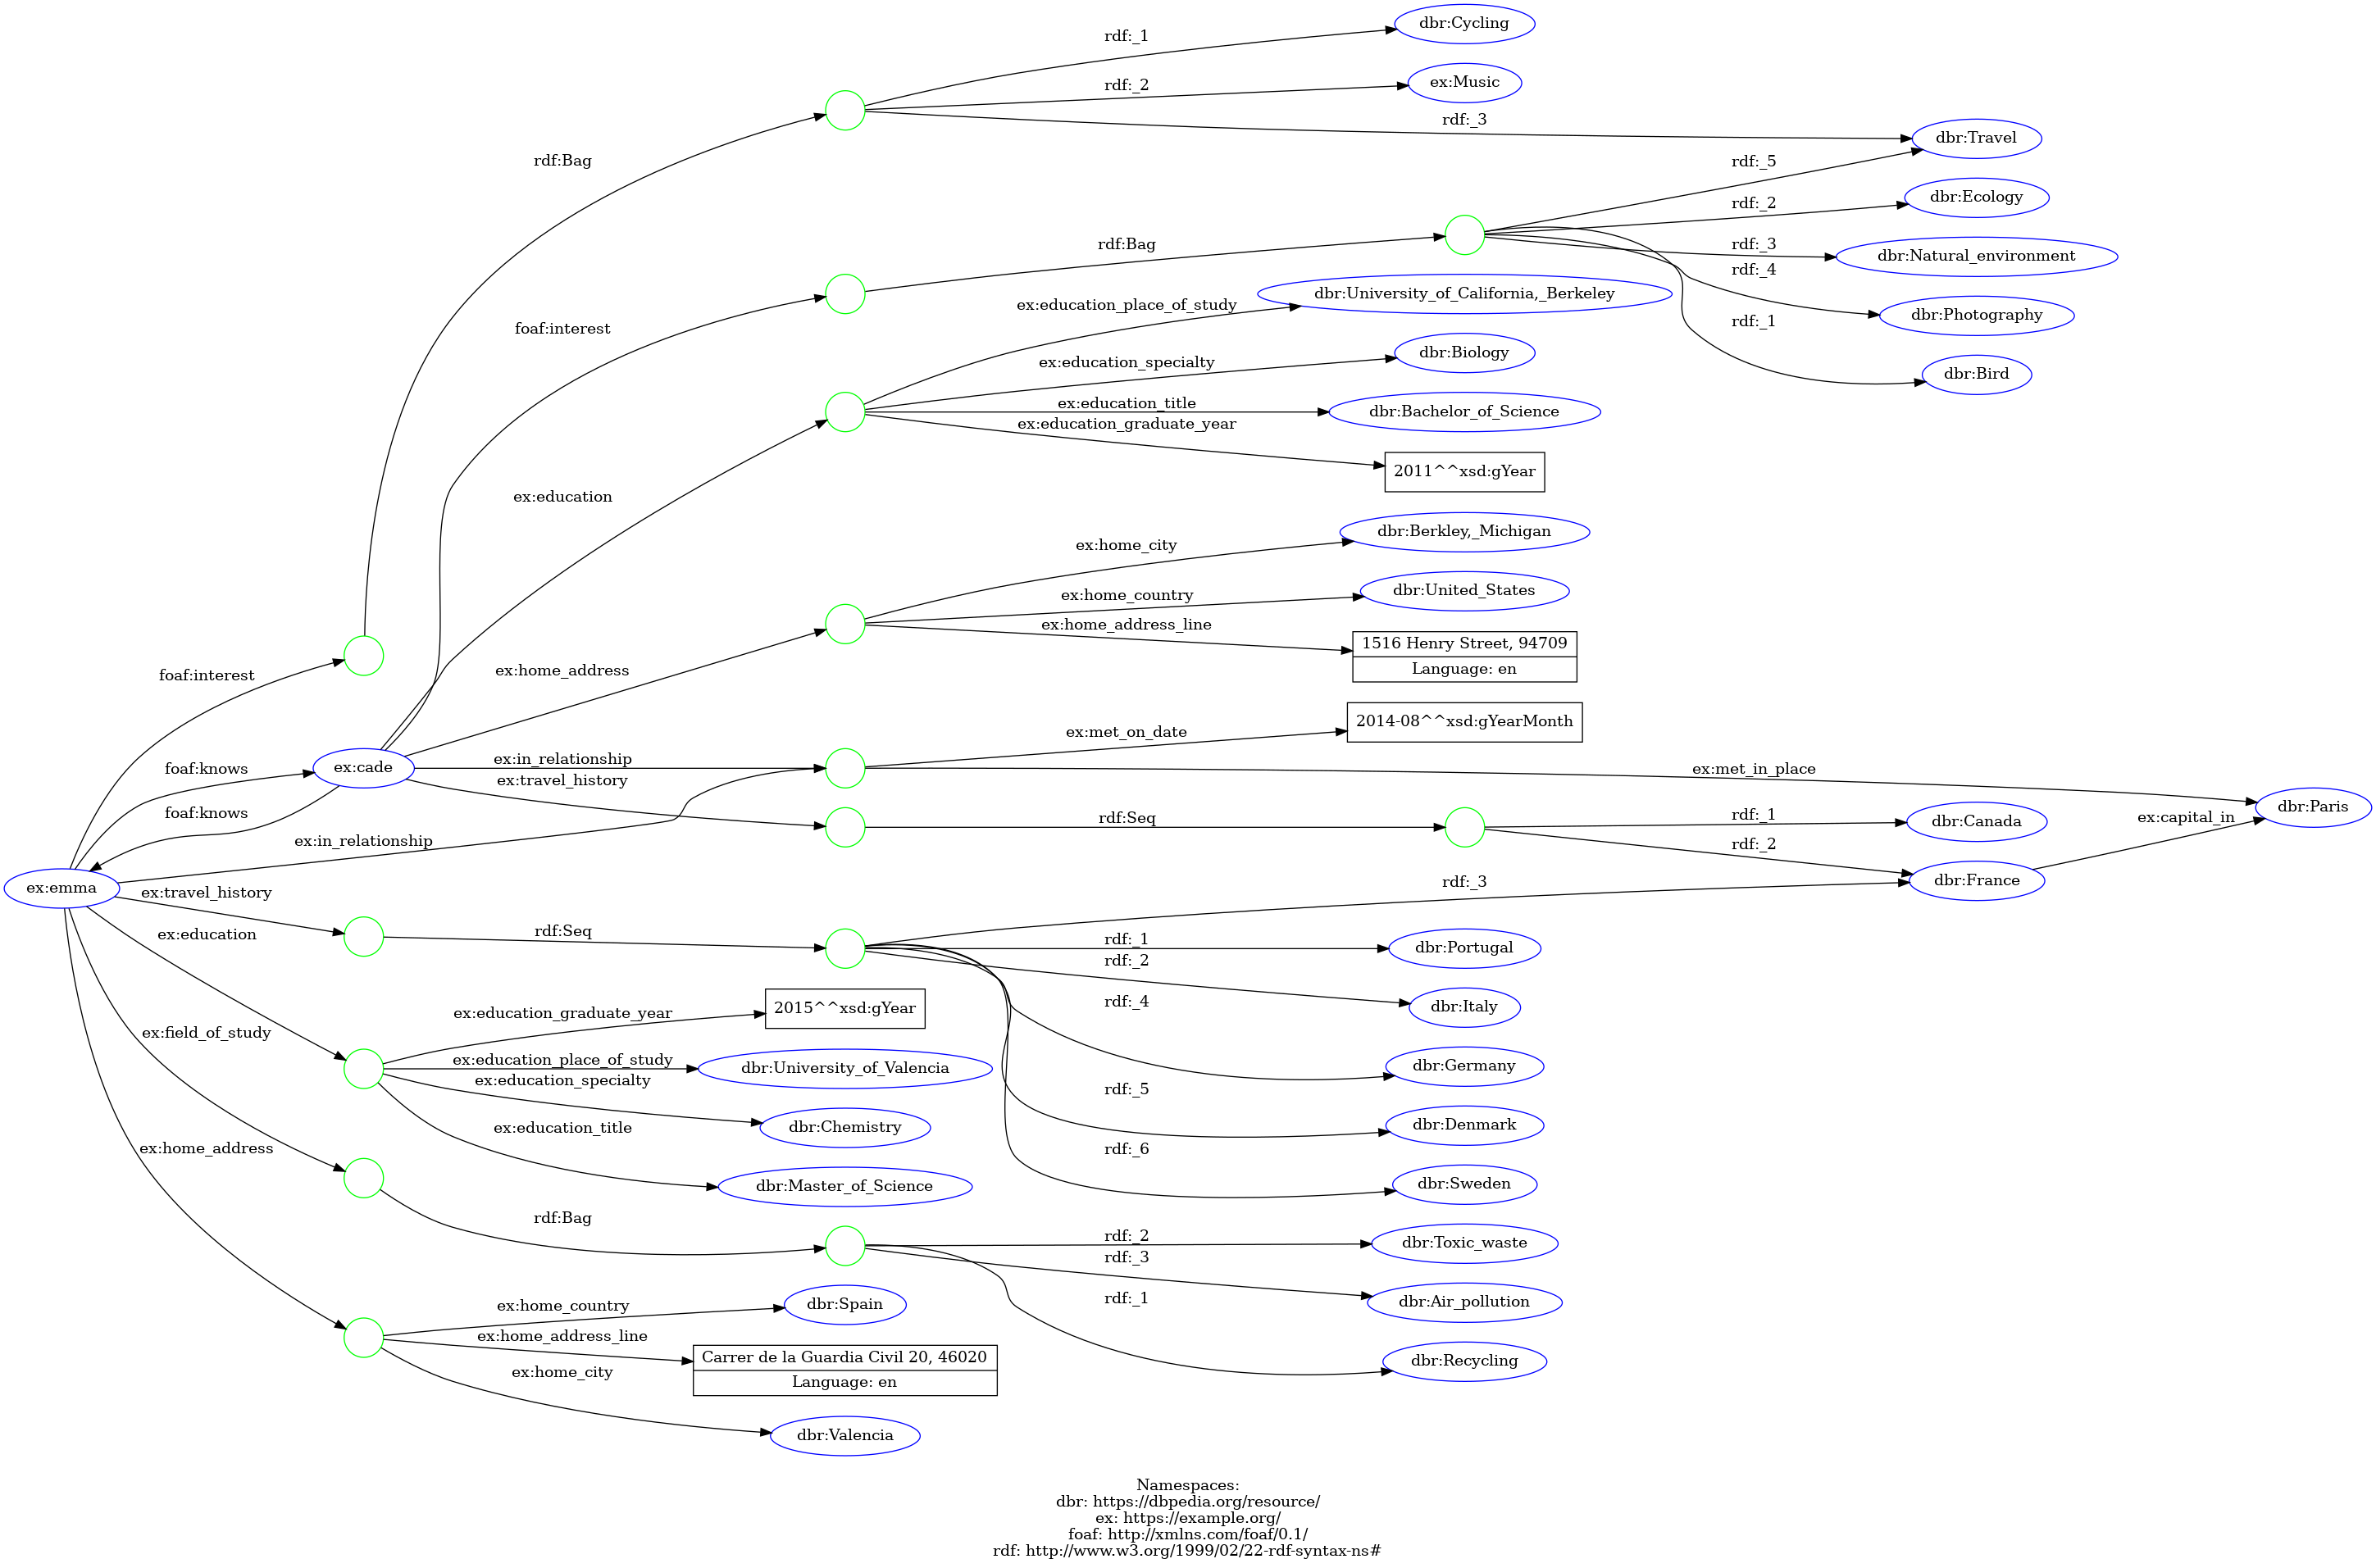 dbr:Cycling
rdf:_1
ex:Music
rdf:_2
rdf:_3
dbr:Travel
rdf:Bag
rdf:_5
dbr:Ecology
rdf:_2
rdf:Bag
rdf:_3
dbr:Natural_environment
rdf:_4
dbr:University_of_California,_Berkeley
ex:education_place_of_study
dbr:Photography
rdf:_1
foaf:interest
dbr:Biology
ex:education_specialty
dbr:Bird
ex:education_title
dbr:Bachelor_of_Science
ex:education_graduate_year
2011^^xsd:gYear
ex:education
dbr:Berkley,_Michigan
ex:home_city
dbr:United_States
ex:home_country
ex:home_address_line
1516 Henry Street, 94709
Language: en
ex:home_address
foaf:interest
2014-08^^xsd:gYearMonth
ex:met_on_date
ex:in_relationship
foaf:knows
ex:cade
ex:met_in_place
ex:travel_history
dbr:Paris
foaf:knows
rdf:Seq
rdf:_1
dbr:Canada
ex:capital_in
ex:in_relationship
rdf:_2
rdf:_3
dbr:France
ex:emma
ex:travel_history
rdf:Seq
ex:education
rdf:_1
dbr:Portugal
rdf:_2
rdf:_4
dbr:Italy
ex:education_graduate_year
2015^^xsd:gYear
ex:field_of_study
ex:education_place_of_study
dbr:University_of_Valencia
dbr:Germany
ex:education_specialty
rdf:_5
dbr:Chemistry
ex:education_title
dbr:Denmark
ex:home_address
rdf:_6
dbr:Master_of_Science
dbr:Sweden
rdf:Bag
rdf:_2
dbr:Toxic_waste
rdf:_3
rdf:_1
dbr:Air_pollution
ex:home_country
dbr:Spain
ex:home_address_line
Carrer de la Guardia Civil 20, 46020
Language: en
dbr:Recycling
ex:home_city
dbr:Valencia
Namespaces:
dbr: https://dbpedia.org/resource/
ex: https://example.org/
foaf: http://xmlns.com/foaf/0.1/
rdf: http://www.w3.org/1999/02/22-rdf-syntax-ns#